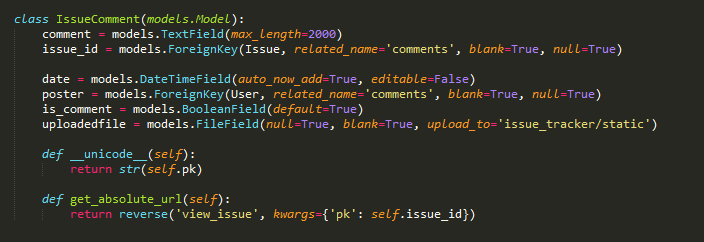 class IssueComment(models.Model):
    comment = models.TextField(max_length=2000)
    issue_id = models.ForeignKey(Issue, related_name='comments', blank=True, null=True)

    date = models.DateTimeField(auto_now_add=True, editable=False)
    poster = models.ForeignKey(User, related_name='comments', blank=True, null=True)
    is_comment = models.BooleanField(default=True)
    uploadedfile = models.FileField(null=True, blank=True, upload_to='issue_tracker/static')

    def __unicode__(self):
        return str(self.pk)

    def get_absolute_url(self):
        return reverse('view_issue', kwargs={'pk': self.issue_id})